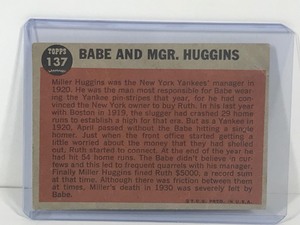 TOPPS
137
BABE AND MGR. HUGGINS
Miller Huggins was the New York Yankees' manager in
1920. He was the man most responsible for Babe wear-
ing the Yankee pin-stripes that year, for he had con-
vinced the New York owner to buy Ruth. In his last year
with Boston in 1919, the slugger had crashed 29 home
runs to establish a high for that era. But as a Yankee in
1920, April passed without the Babe hitting a single
home run. Just when the front office started getting a
little worried about the money that they had shelled
out, Ruth started to connect. At the end of the year he
had hit 54 home runs. The Babe didn't believe in cur-
fews and this led to frequent quarrels with his manager.
Finally Miller Huggins fined Ruth $5000, a record sum
at that time. Although there was friction between them
at times, Miller's death in 1930 was severely felt by
Babe.